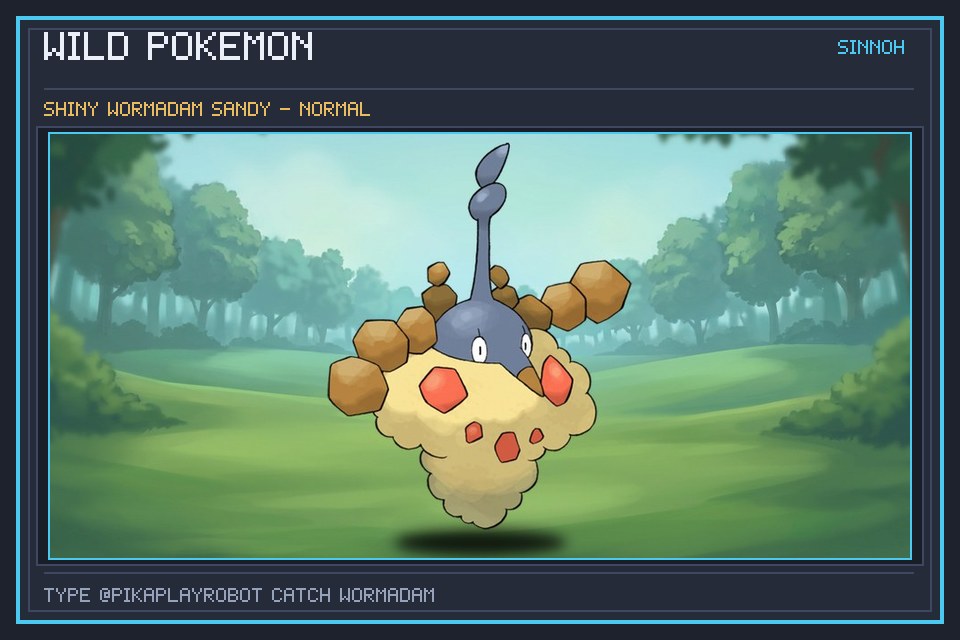 WILD POKEMON
SINNOH
SHINY WORMADAM SANDY - NORMAL
TYPE @PIKAPLAYROBOT CATCH WORMADAM